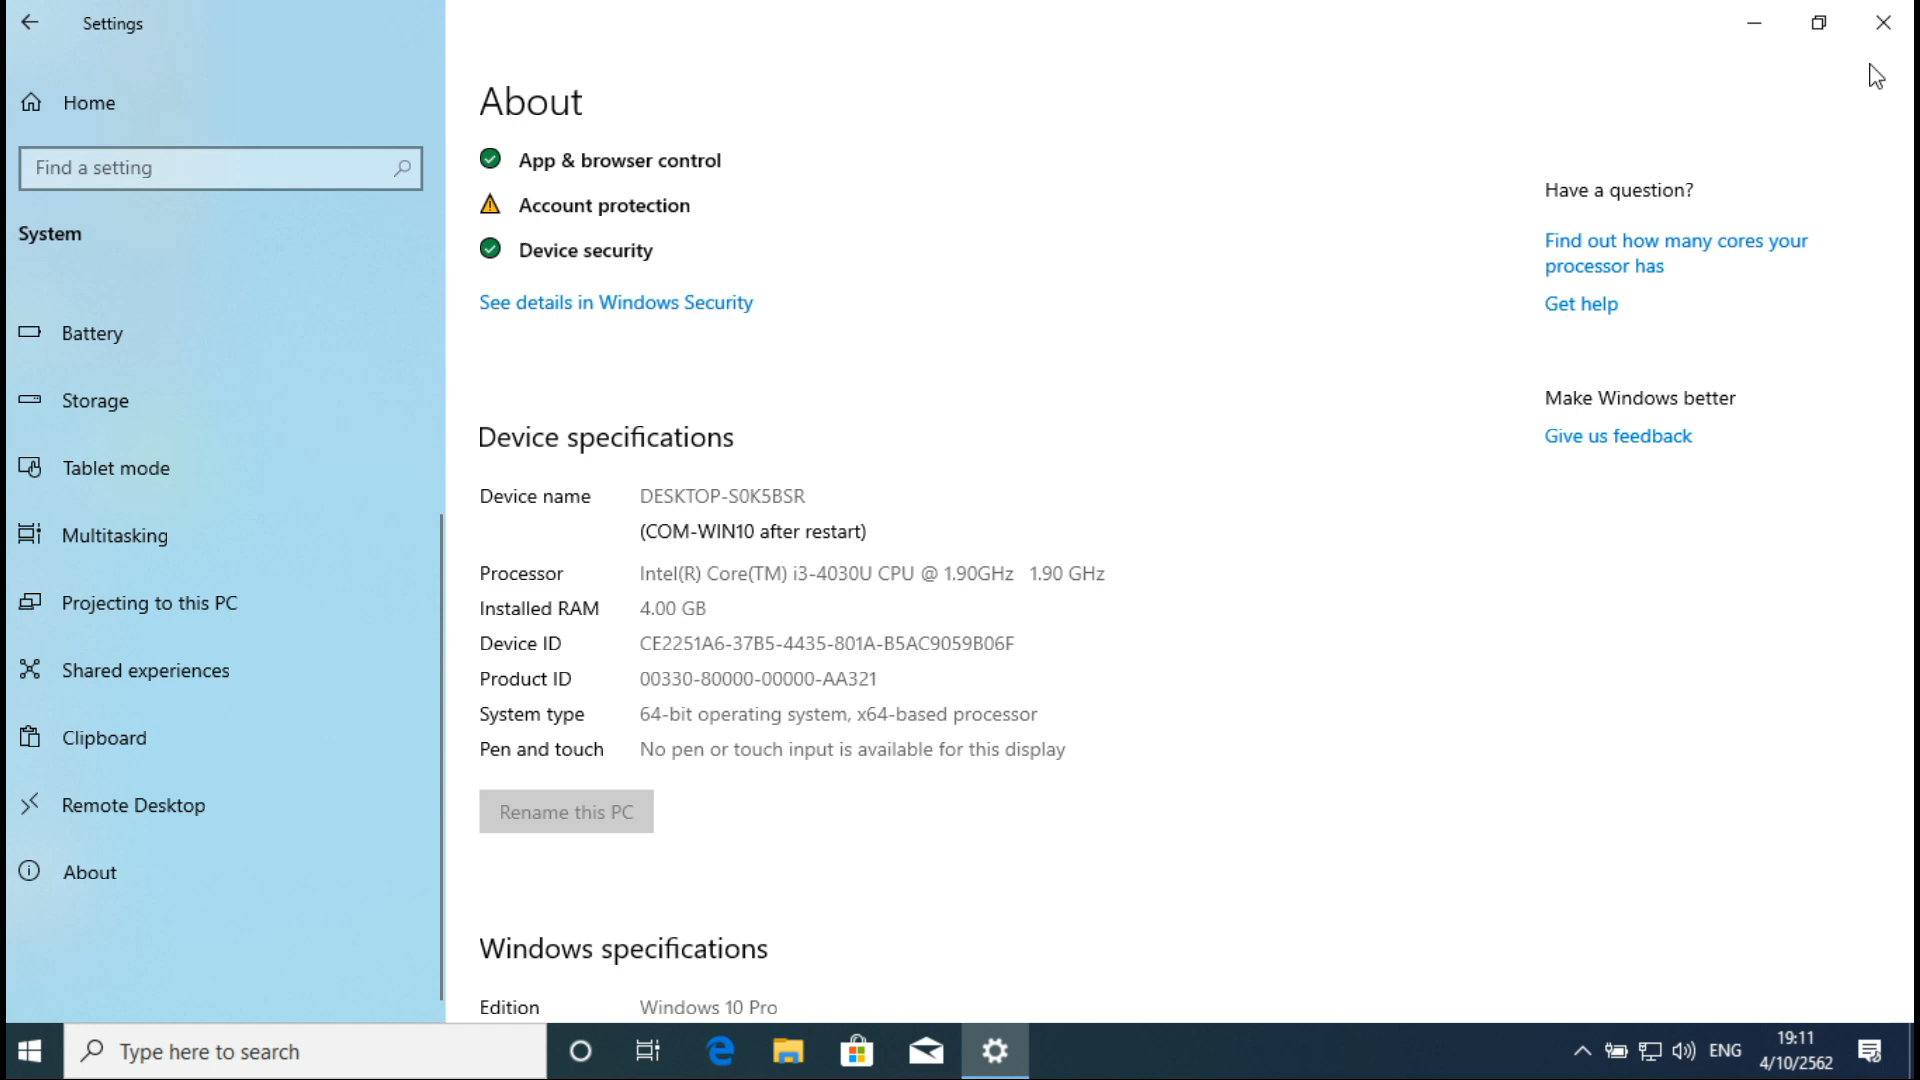 Settings
Home
Find a setting
System
Battery
Storage
Tablet mode
Multitasking
Projecting to this PC
Shared experiences
Clipboard
Remote Desktop
About
About
App & browser control
Account protection
Device security
See details in Windows Security
Device specifications
Device name DESKTOP-S0K5BSR
(COM-WIN10 after restart)
Processor Intel(R) Core(TM) i3-4030U CPU @ 1.90GHz 1.90 GHz
Installed RAM 4.00 GB
Device ID CE2251A6-37B5-4435-801A-B5AC9059B06F
Product ID 00330-80000-00000-AA321
System type 64-bit operating system, x64-based processor
Pen and touch No pen or touch input is available for this display
Rename this PC
Windows specifications
Edition Windows 10 Pro
Have a question?
Find out how many cores your
processor has
Get help
Make Windows better
Give us feedback
Type here to search
ENG
19:11
4/10/2562